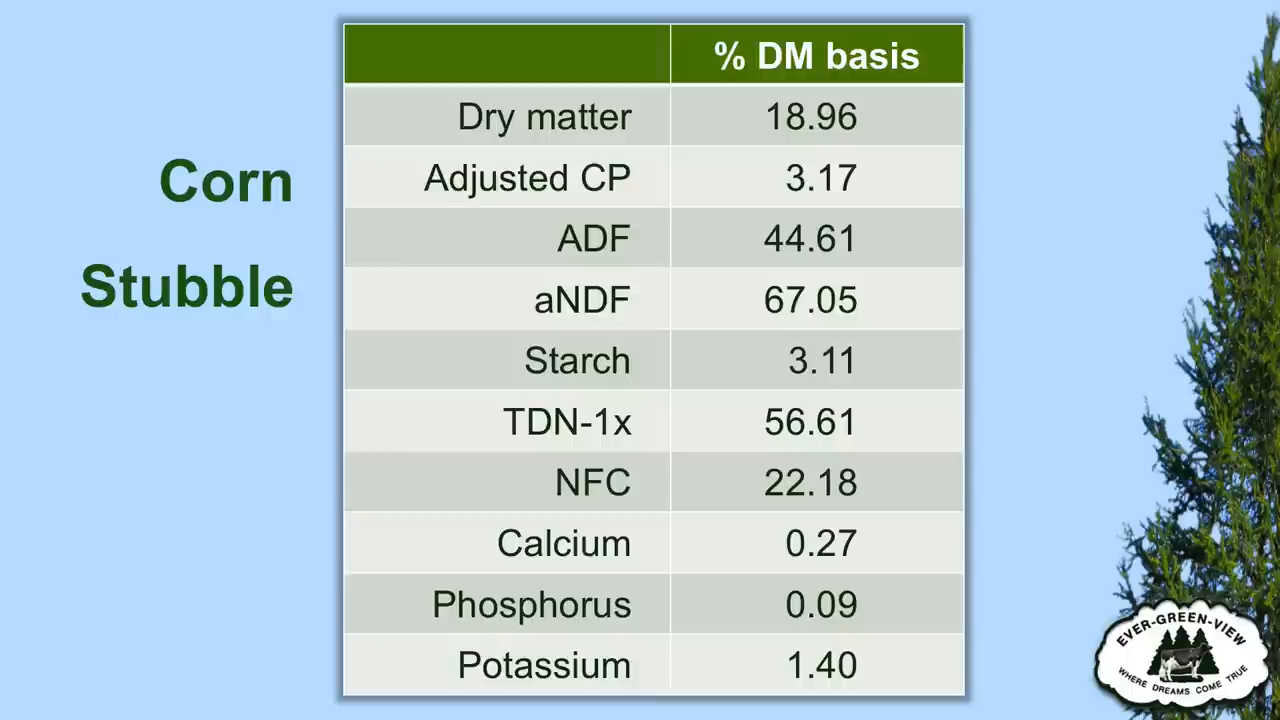 Corn
Stubble
% DM basis
Dry matter 18.96
Adjusted CP 3.17
ADF 44.61
aNDF 67.05
Starch 3.11
TDN-1x 56.61
NFC 22.18
Calcium 0.27
Phosphorus 0.09
Potassium 1.40
EVER-GREEN-VIEW
WHERE DREAMS COME TRUE